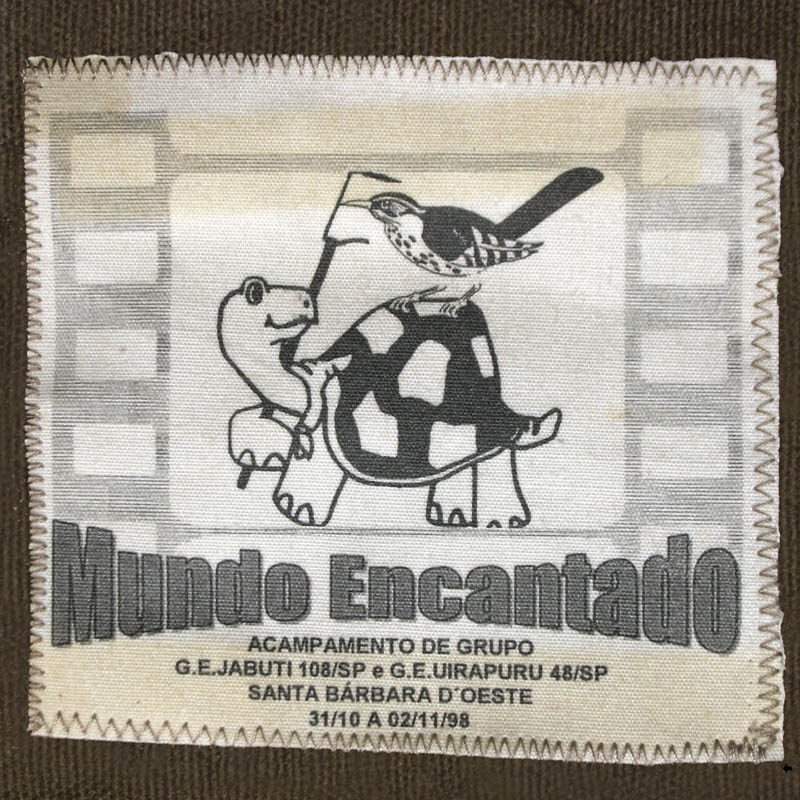 Mundo Encantado
ACAMPAMENTO DE GRUPO
G.E.JABUTI 108/SP e G.E.UIRAPURU 48/SP
SANTA BÁRBARA D´OESTE
31/10 A 02/11/98